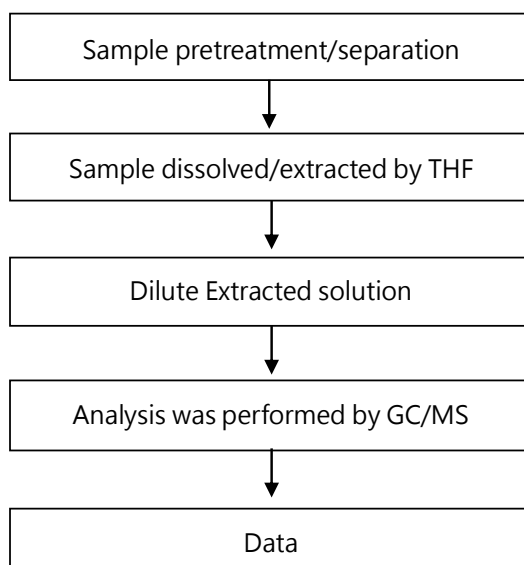 Sample pretreatment/separation
Sample dissolved/extracted by THF
Dilute Extracted solution
Analysis was performed by GC/MS
Data